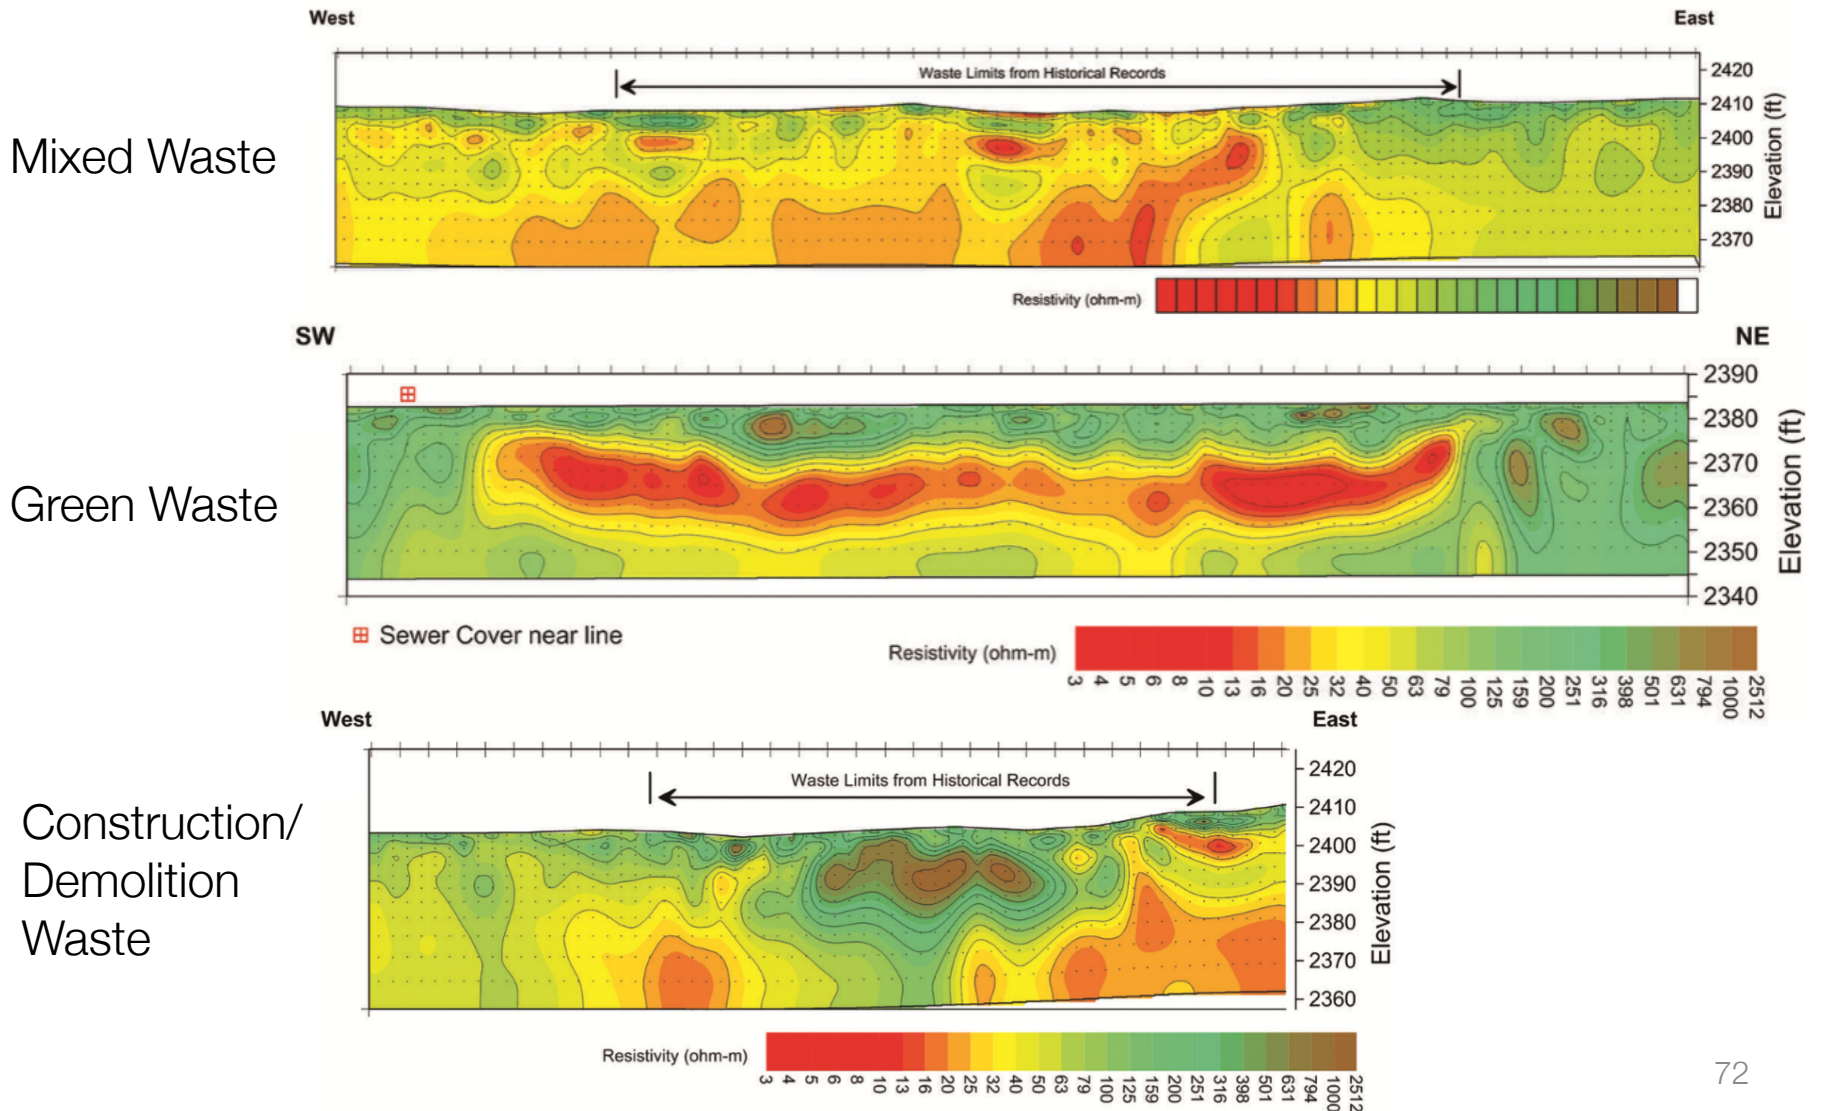 West
East
Waste Limits from Historical Records
2420
2410
2400
2390
2380
2370
Elevation (ft)
Mixed Waste
Resistivity (ohm-m)
SW
NE
2390
2380
2370
2360
2350
2340
Elevation (ft)
Green Waste
Sewer Cover near line
Resistivity (ohm-m)
3 4 5 6 8 10 13 16 20 25 32 40 50 63 79 100 125 159 200 251 316 398 501 631 794 1000 2512
West
East
Waste Limits from Historical Records
2420
2410
2400
2390
2380
2370
2360
Elevation (ft)
Construction/
Demolition
Waste
Resistivity (ohm-m)
3 4 5 6 8 10 13 16 20 25 32 40 50 63 79 100 125 159 200 251 316 398 501 631 794 1000 2512
72